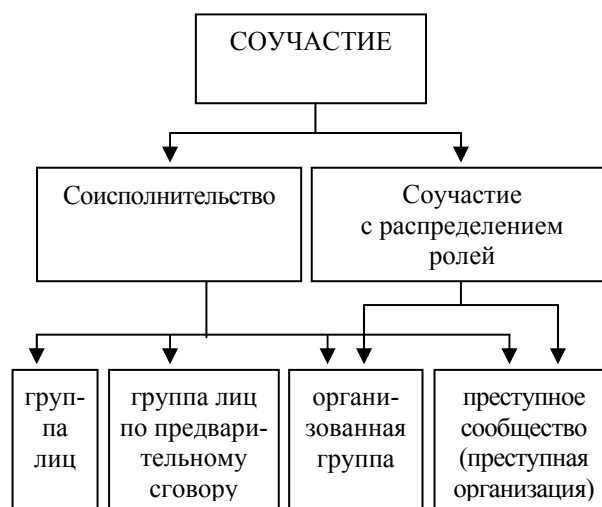 СОУЧАСТИЕ
Соисполнительство
Соучастие
с распределением
ролей
груп-
па
лиц
группа лиц
по предвари-
тельному
сговору
органи-
зованная
группа
преступное
сообщество
(преступная
организация)